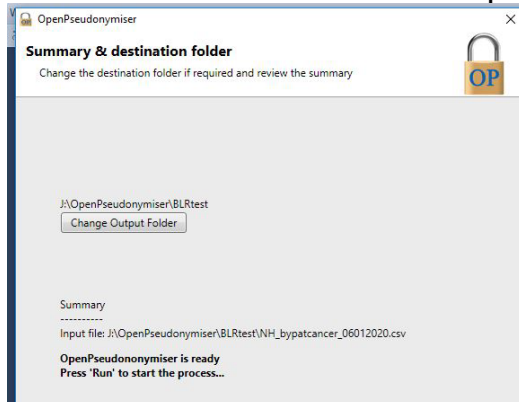 OpenPseudonymiser
Summary & destination folder
Change the destination folder if required and review the summary
OP
J:\OpenPseudonymiser\BLRtest
Change Output Folder
Summary
----------
Input file: J:\OpenPseudonymiser\BLRtest\NH_bypatcancer_06012020.csv
OpenPseudononymiser is ready
Press 'Run' to start the process...